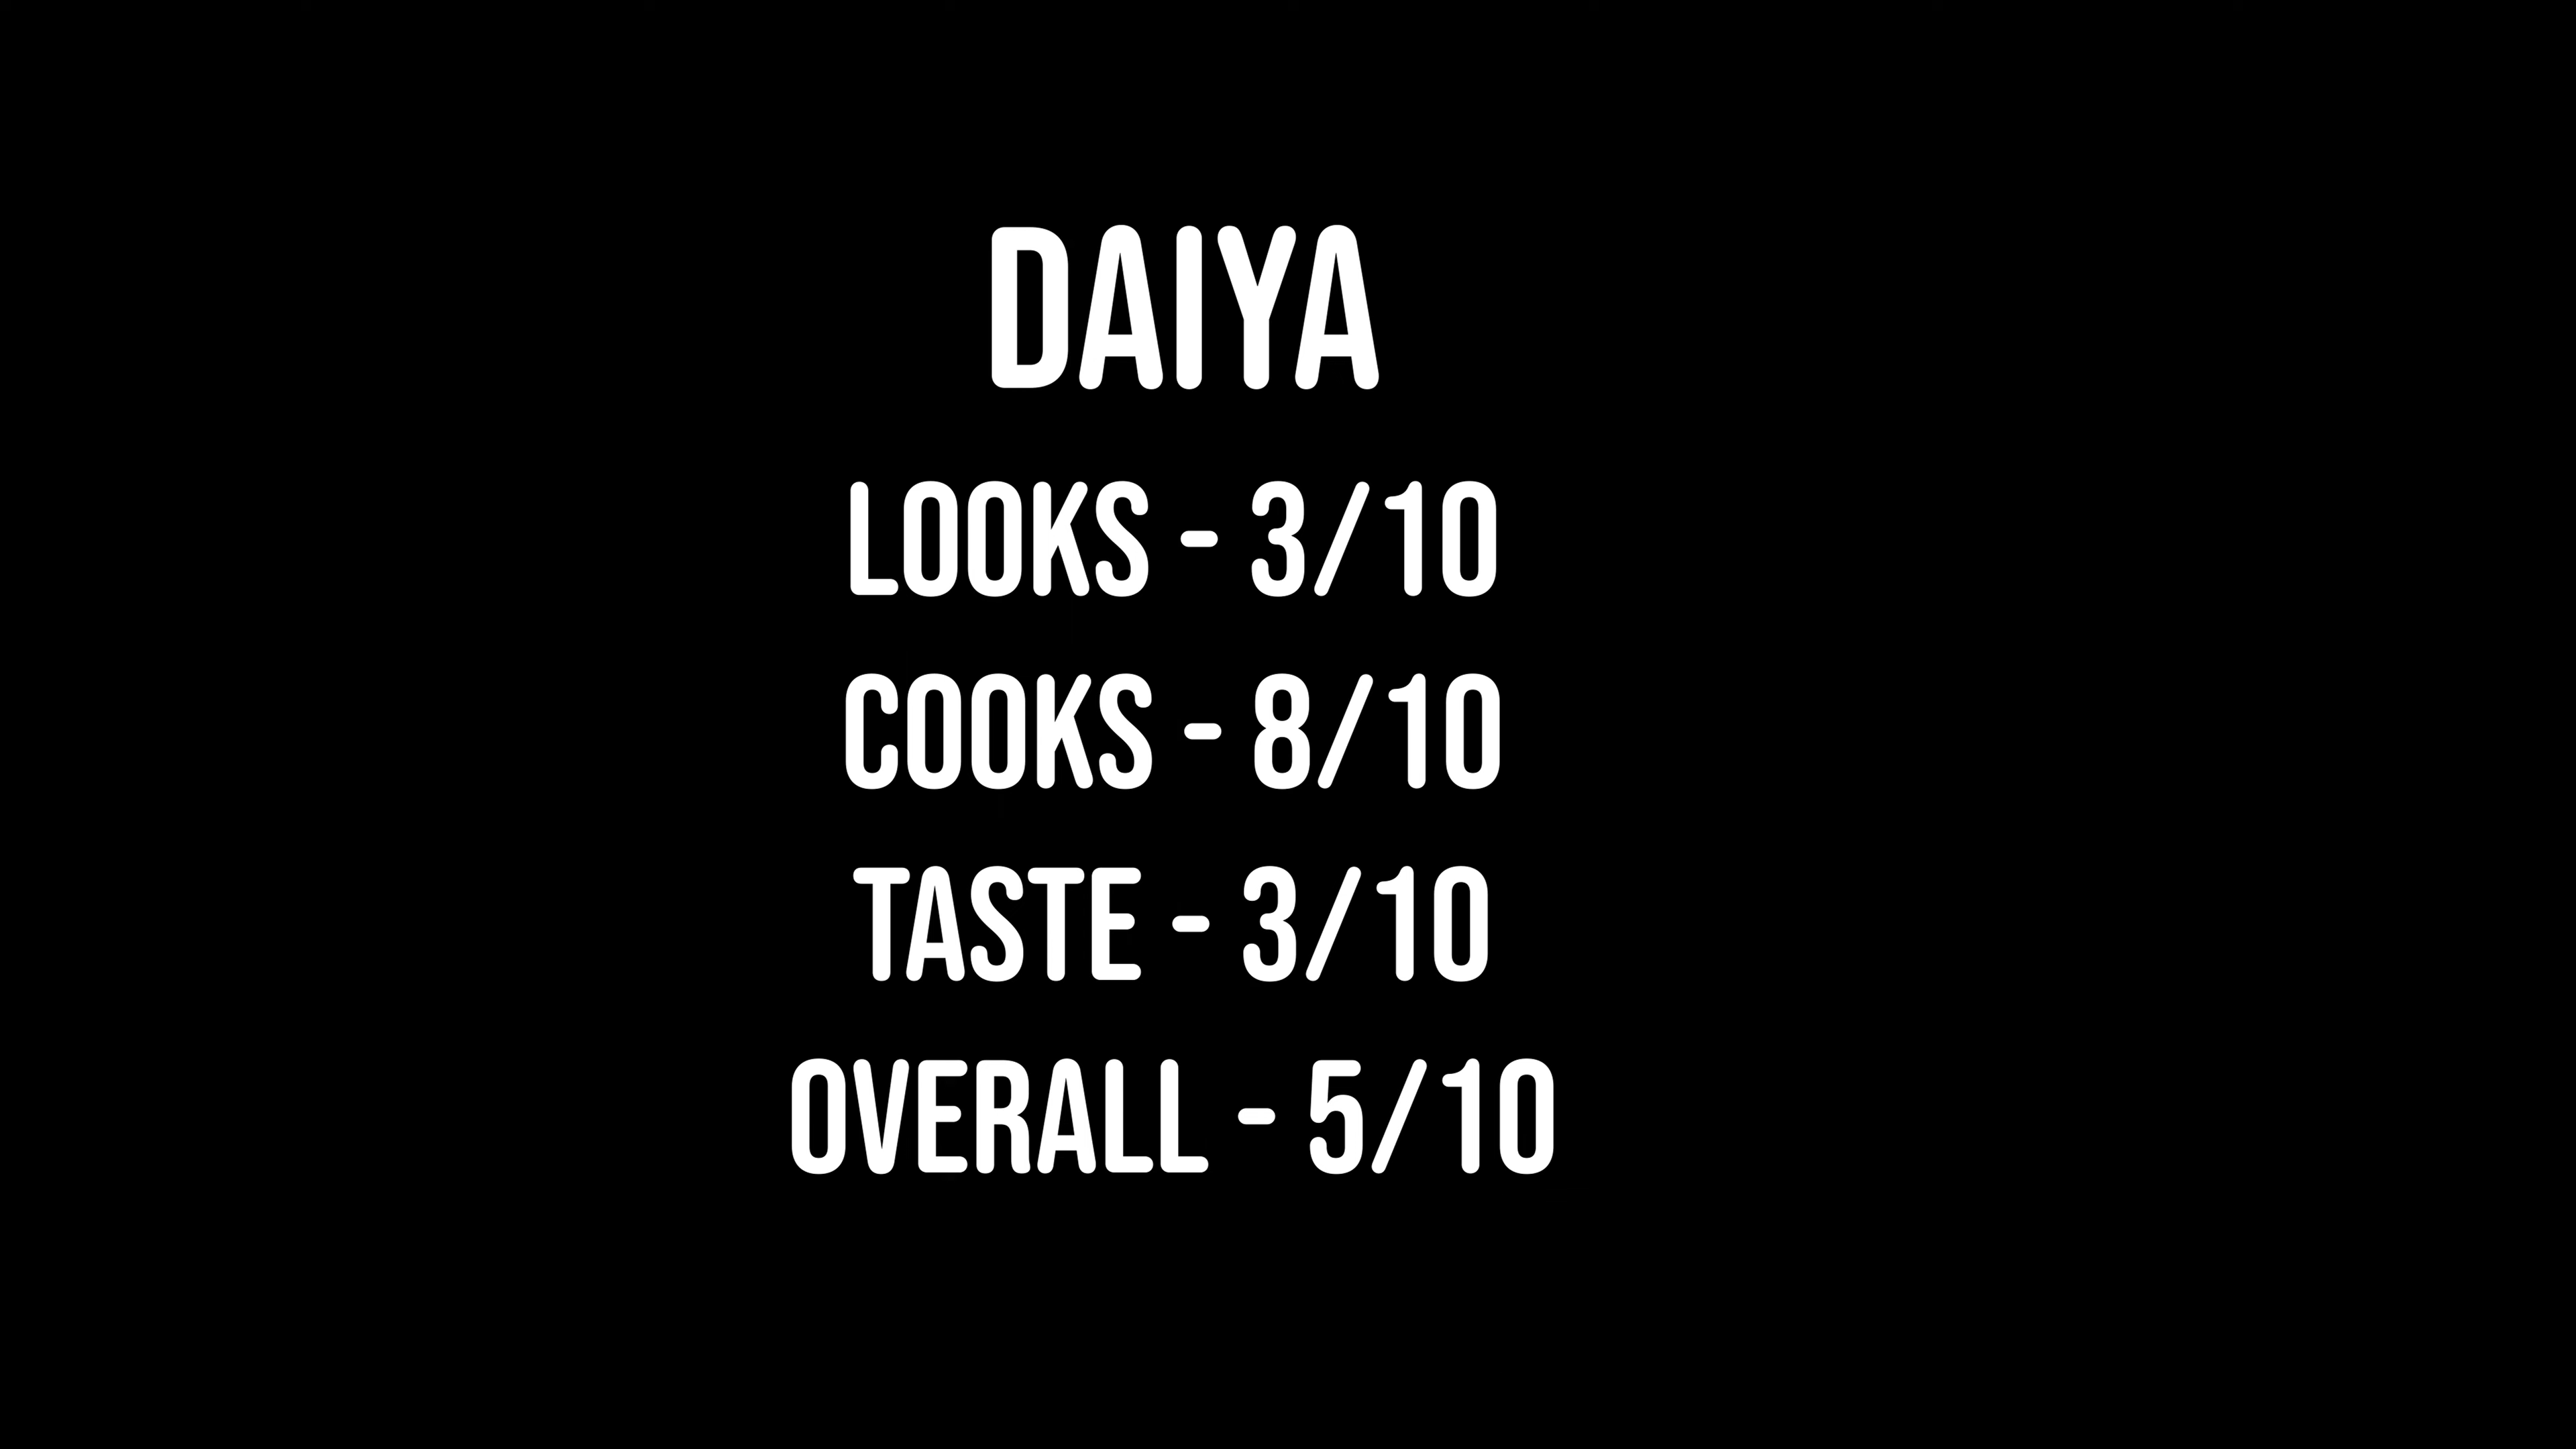 DAIYA
LOOKS - 3/10
COOKS - 8/10
TASTE - 3/10
OVERALL - 5/10